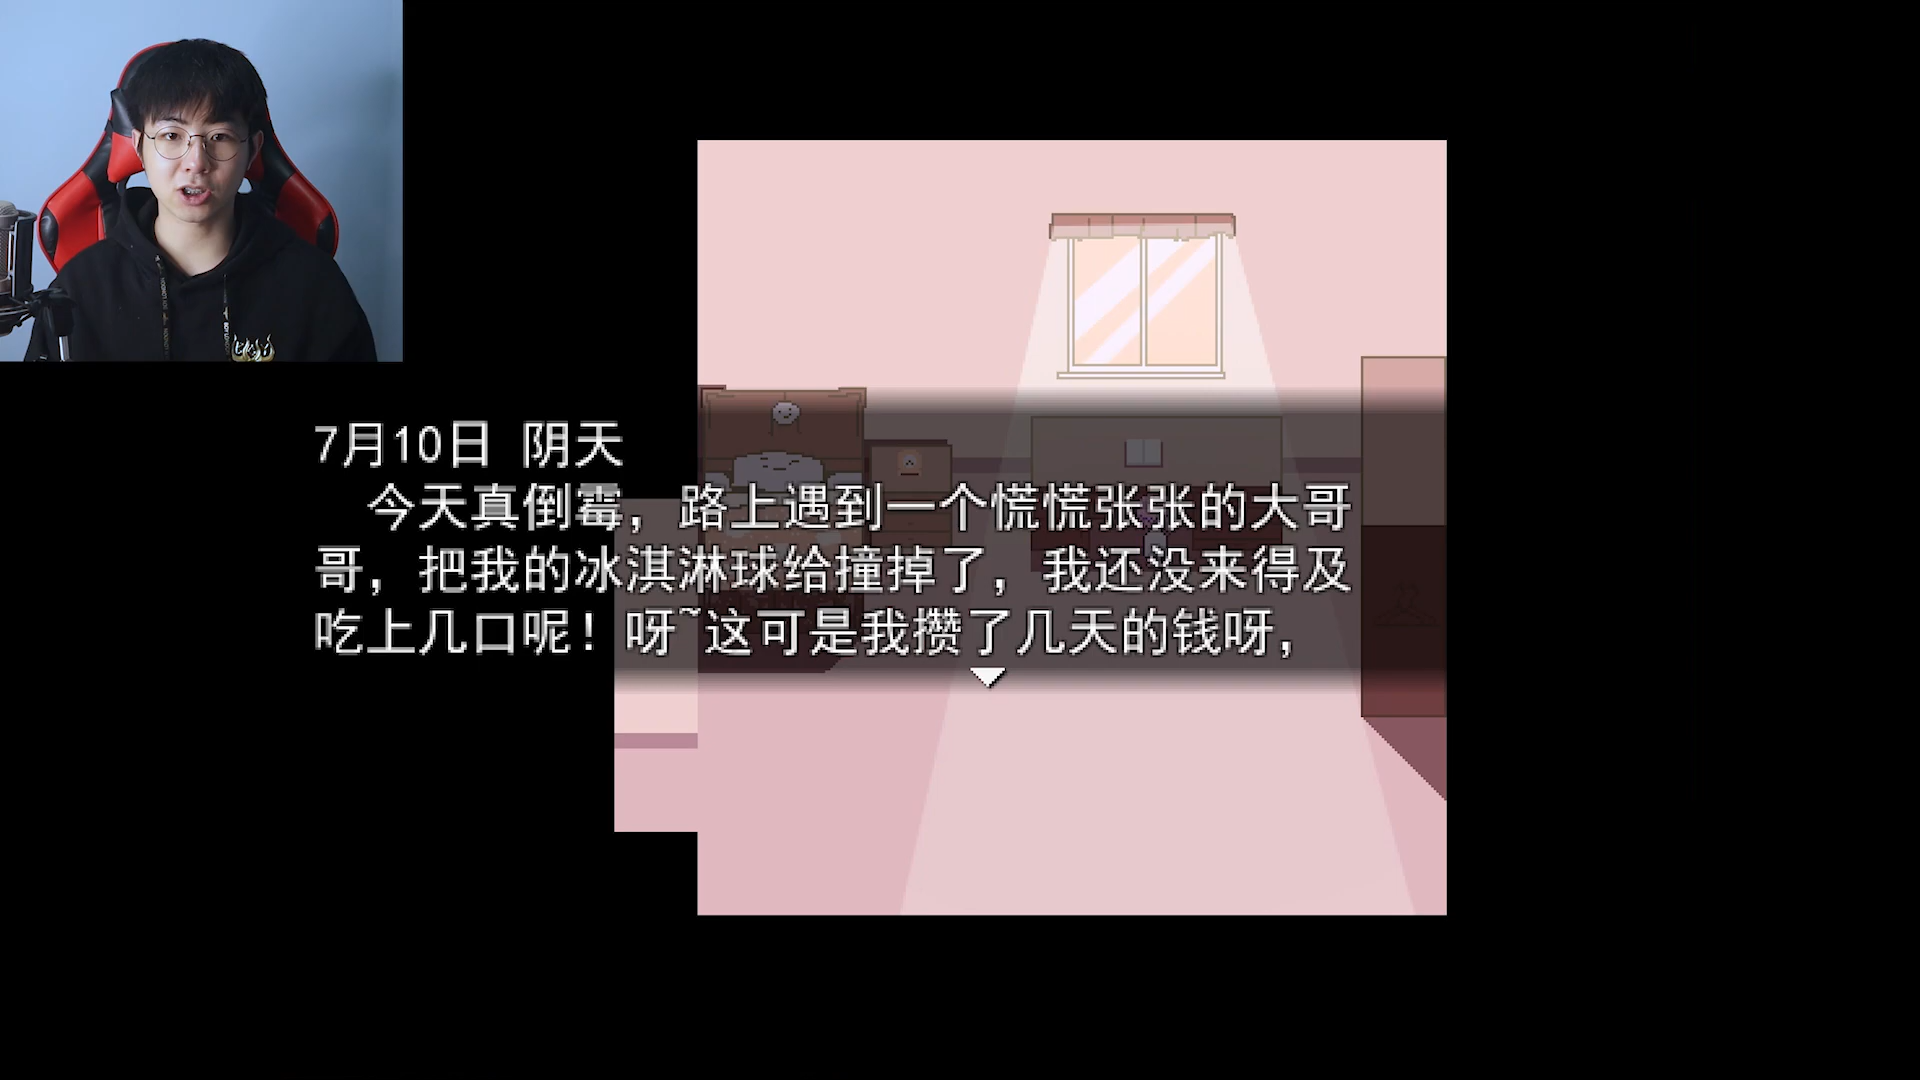 7月10日 阴天
今天真倒霉，路上遇到一个慌慌张张的大哥
哥，把我的冰淇淋球给撞掉了，我还没来得及
吃上几口呢！呀~这可是我攒了几天的钱呀，